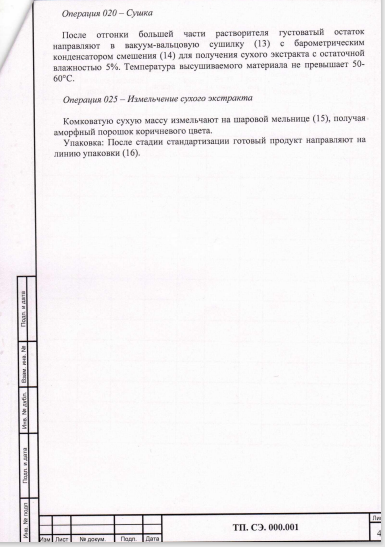 Операция 020 – Сушка
После отгонки большей части растворителя густоватый остаток
направляют в вакуум-вальцовую сушилку (13) с барометрическим
конденсатором смешения (14) для получения сухого экстракта с остаточной
влажностью 5%. Температура высушиваемого материала не превышает 50-
60°С.
Операция 025 – Измельчение сухого экстракта
Комковатую сухую массу измельчают на шаровой мельнице (15), получая
аморфный порошок коричневого цвета.
Упаковка: После стадии стандартизации готовый продукт направляют на
линию упаковки (16).
Подп. и дата
Взам. инв. №
Инв. № дубл.
Подп. и дата
Инв. № подл
ТП. СЭ. 000.001
Изм Лист № докум. Подп. Дата